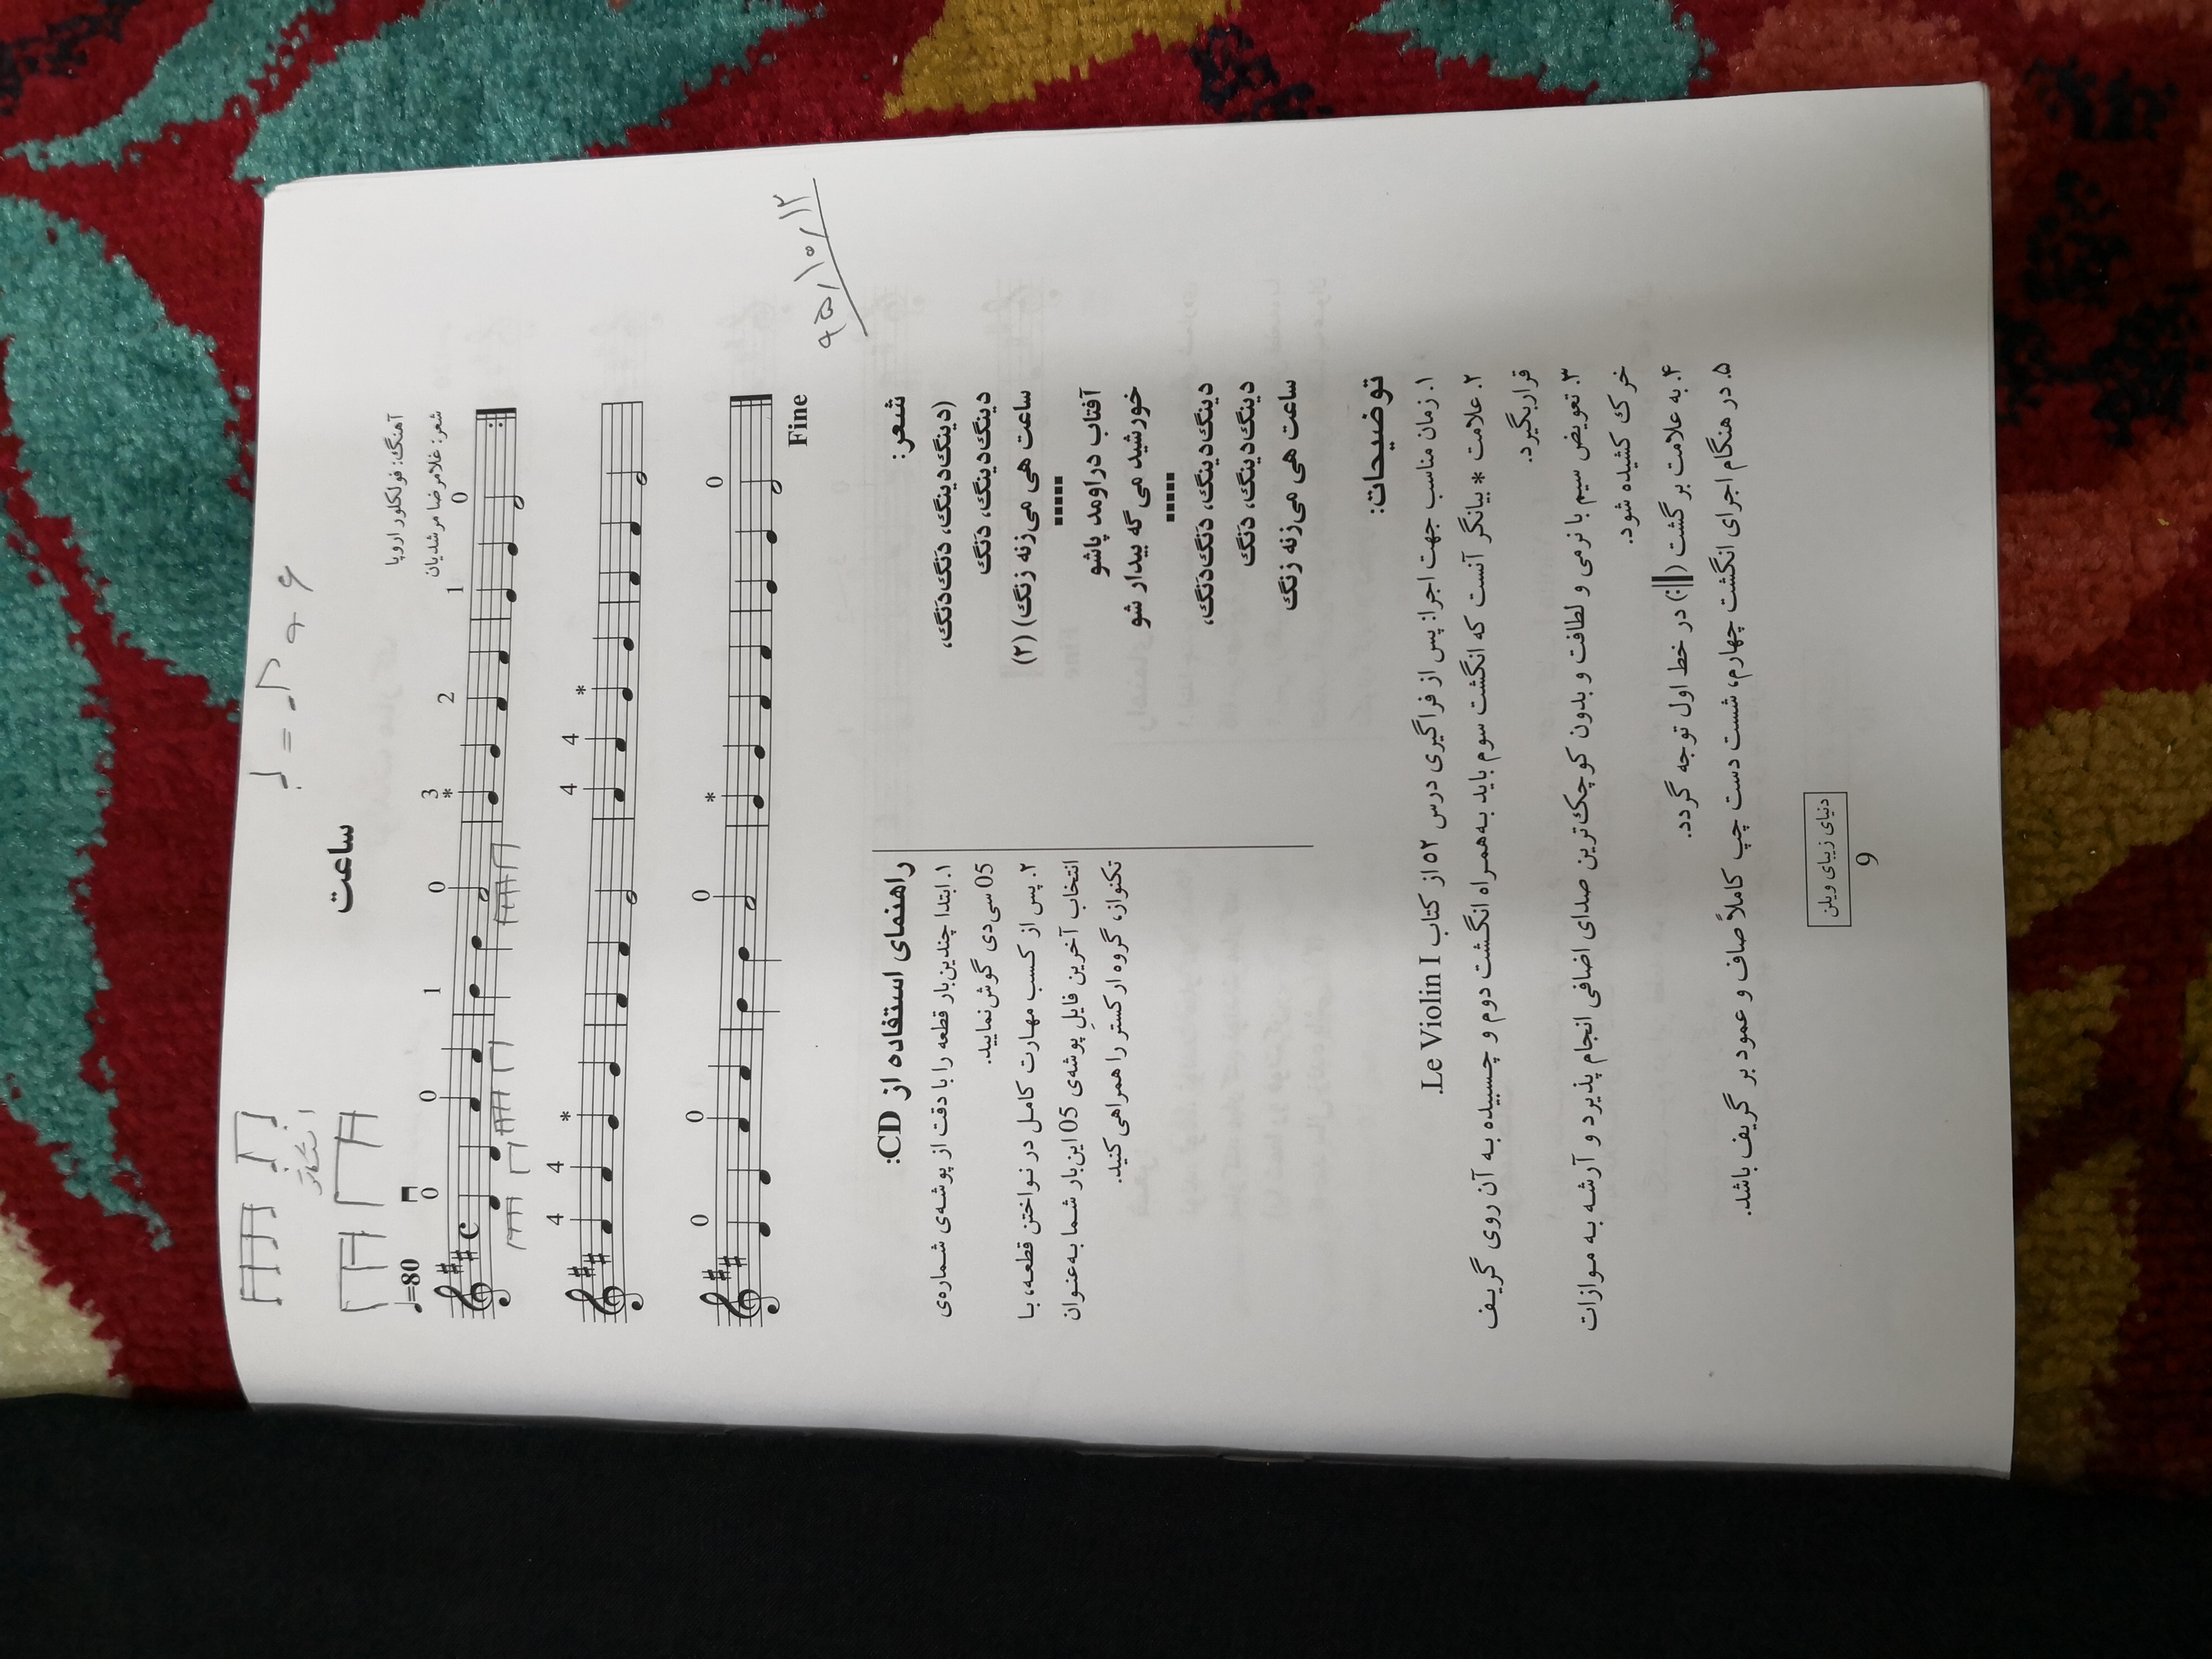 استکاتو
ساعت
آهنگ: فولکلور اروپا
شعر: غلامرضا مرشدیان
♩=80
0 0 1 0 3 2 1 0
*
4 4 * 4 4 *
0 0 0 * 0
Fine
۹۵/۱۰/۱۲
شعر:
(دینگ‌دینگ، دَنگ‌دَنگ،
دینگ‌دینگ، دَنگ
ساعت هی می‌زنه زنگ) (۲)
آفتاب دراومد پاشو
خورشید می‌گه بیدار شو
دینگ‌دینگ، دَنگ‌دَنگ،
دینگ‌دینگ، دَنگ
ساعت هی می‌زنه زنگ
راهنمای استفاده از CD:
۱. ابتدا چندین‌بار قطعه را با دقت از پوشه‌ی شماره‌ی
05 سی‌دی گوش‌نمایید.
۲. پس از کسب مهارت کامل در نواختن قطعه، با
انتخاب آخرین فایلِ پوشه‌ی 05 این‌بار شما به‌عنوان
تکنواز، گروه ارکستر را همراهی‌کنید.
توضیحات:
۱. زمان مناسب جهت اجرا: پس از فراگیری درس ۵۲ از کتاب Le Violin I.
۲. علامت * بیانگر آنست که انگشت سوم باید به‌همراه انگشت دوم و چسبیده به آن روی گریف
قراربگیرد.
۳. تعویض سیم با نرمی و لطافت و بدون کوچک‌ترین صدای اضافی انجام پذیرد و آرشه به موازات
خرک کشیده شود.
۴. به علامت برگشت (:‖) در خط اول توجه گردد.
۵. در هنگام اجرای انگشت چهارم، شست دست چپ کاملاً صاف و عمود بر گریف باشد.
دنیای زیبای ویلن
9